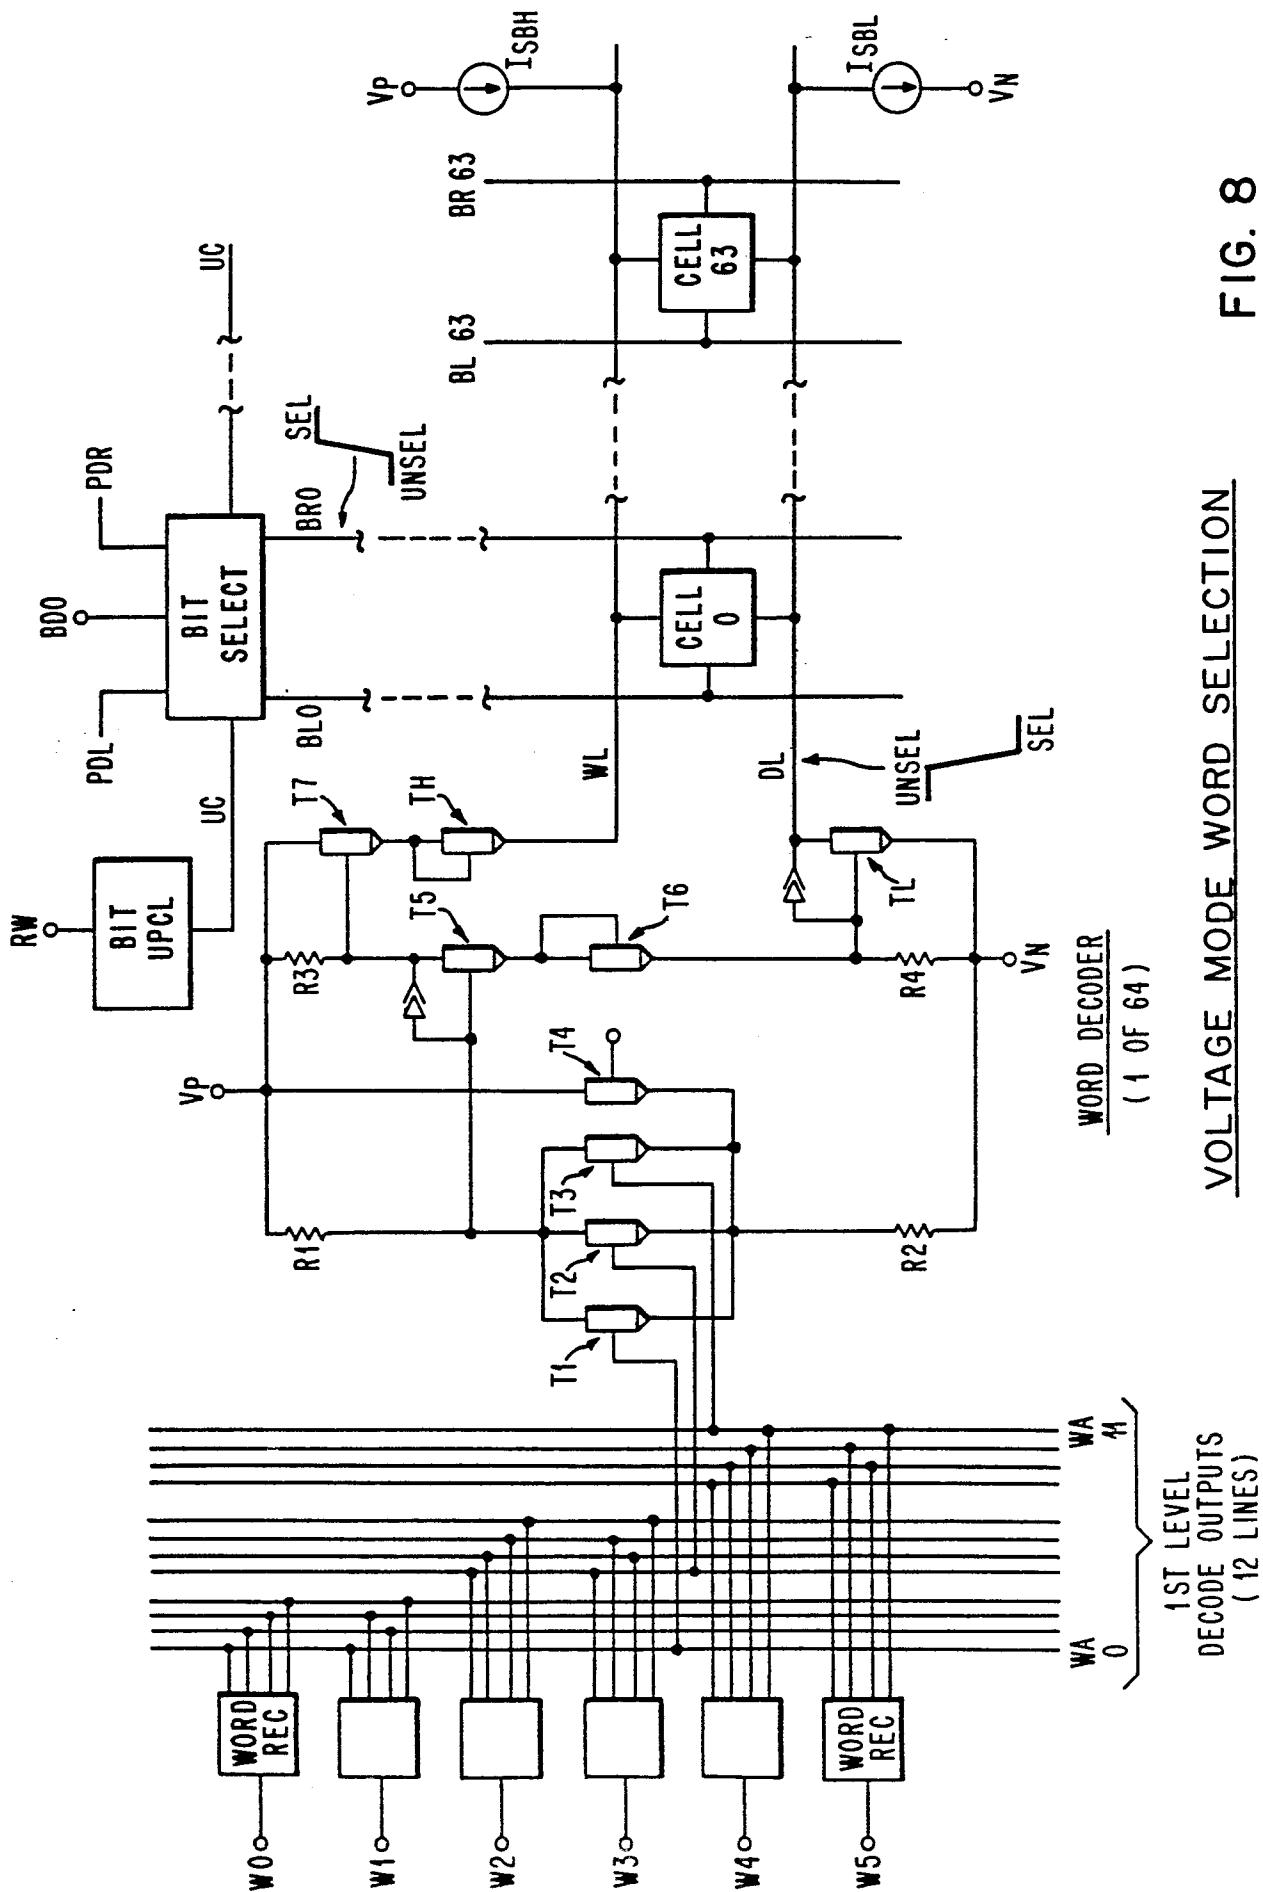 RW
BIT
UPCL
UC
PDL
BD0
PDR
BIT
SELECT
UC
BL0
BR0
SEL
UNSEL
VP
R1
R3
T7
TH
T5
T6
T4
T3
T2
T1
WL
DL
UNSEL
SEL
TL
R2
R4
VN
CELL
0
BL 63
BR 63
CELL
63
VP
ISBH
ISBL
VN
W0
WORD
REC
W1
W2
W3
W4
W5
WORD
REC
WA
0
WA
11
1ST LEVEL
DECODE OUTPUTS
(12 LINES)
WORD DECODER
(1 OF 64)
VOLTAGE MODE WORD SELECTION
FIG. 8